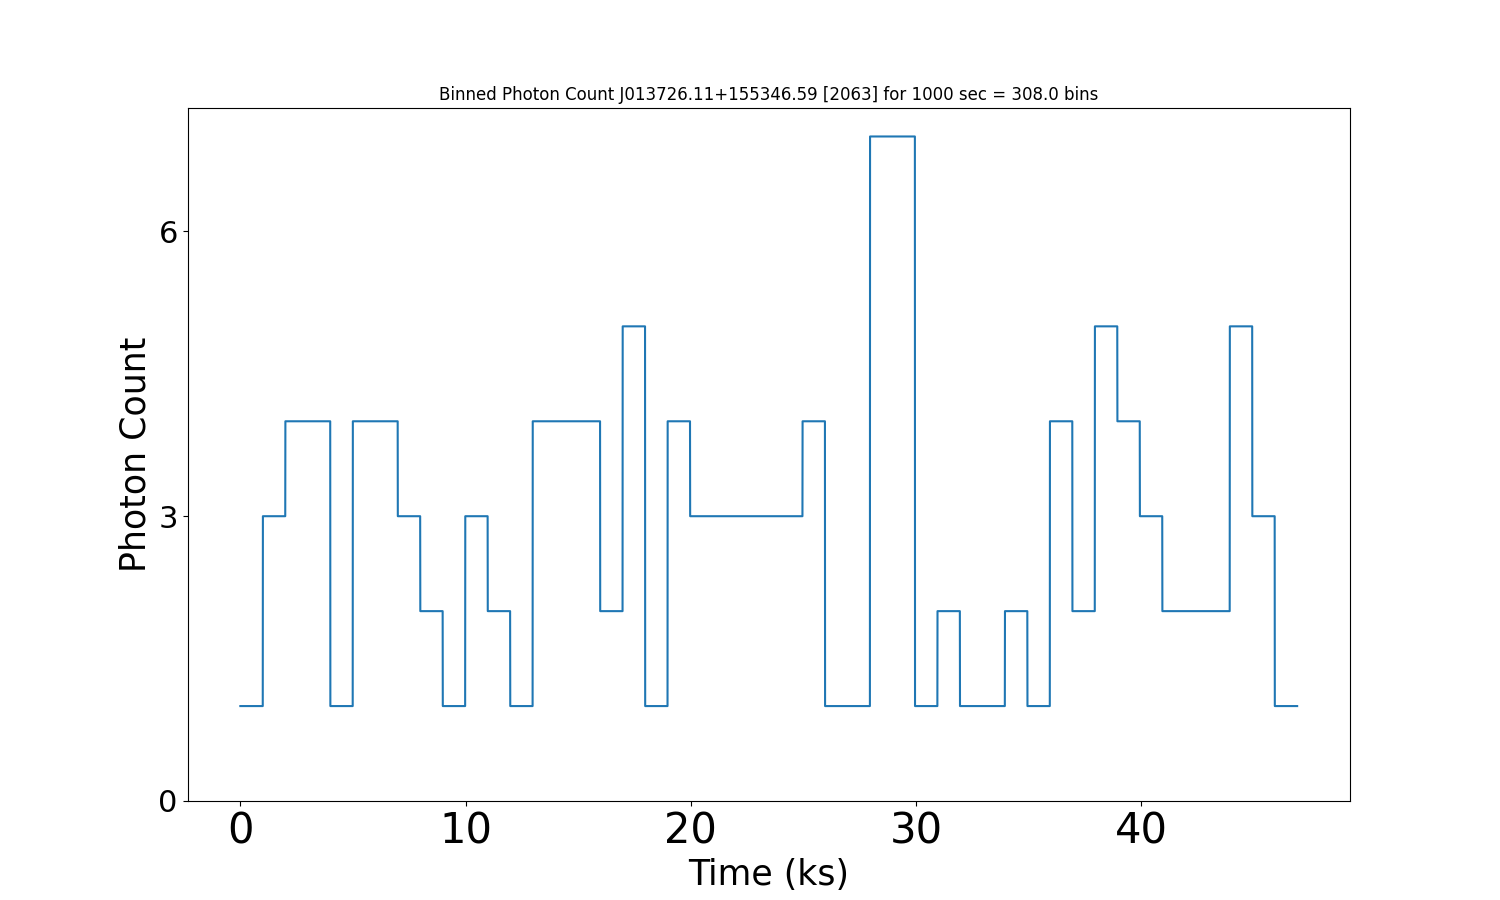 Binned Photon Count J013726.11+155346.59 [2063] for 1000 sec = 308.0 bins
Photon Count
6
3
0
0 10 20 30 40
Time (ks)